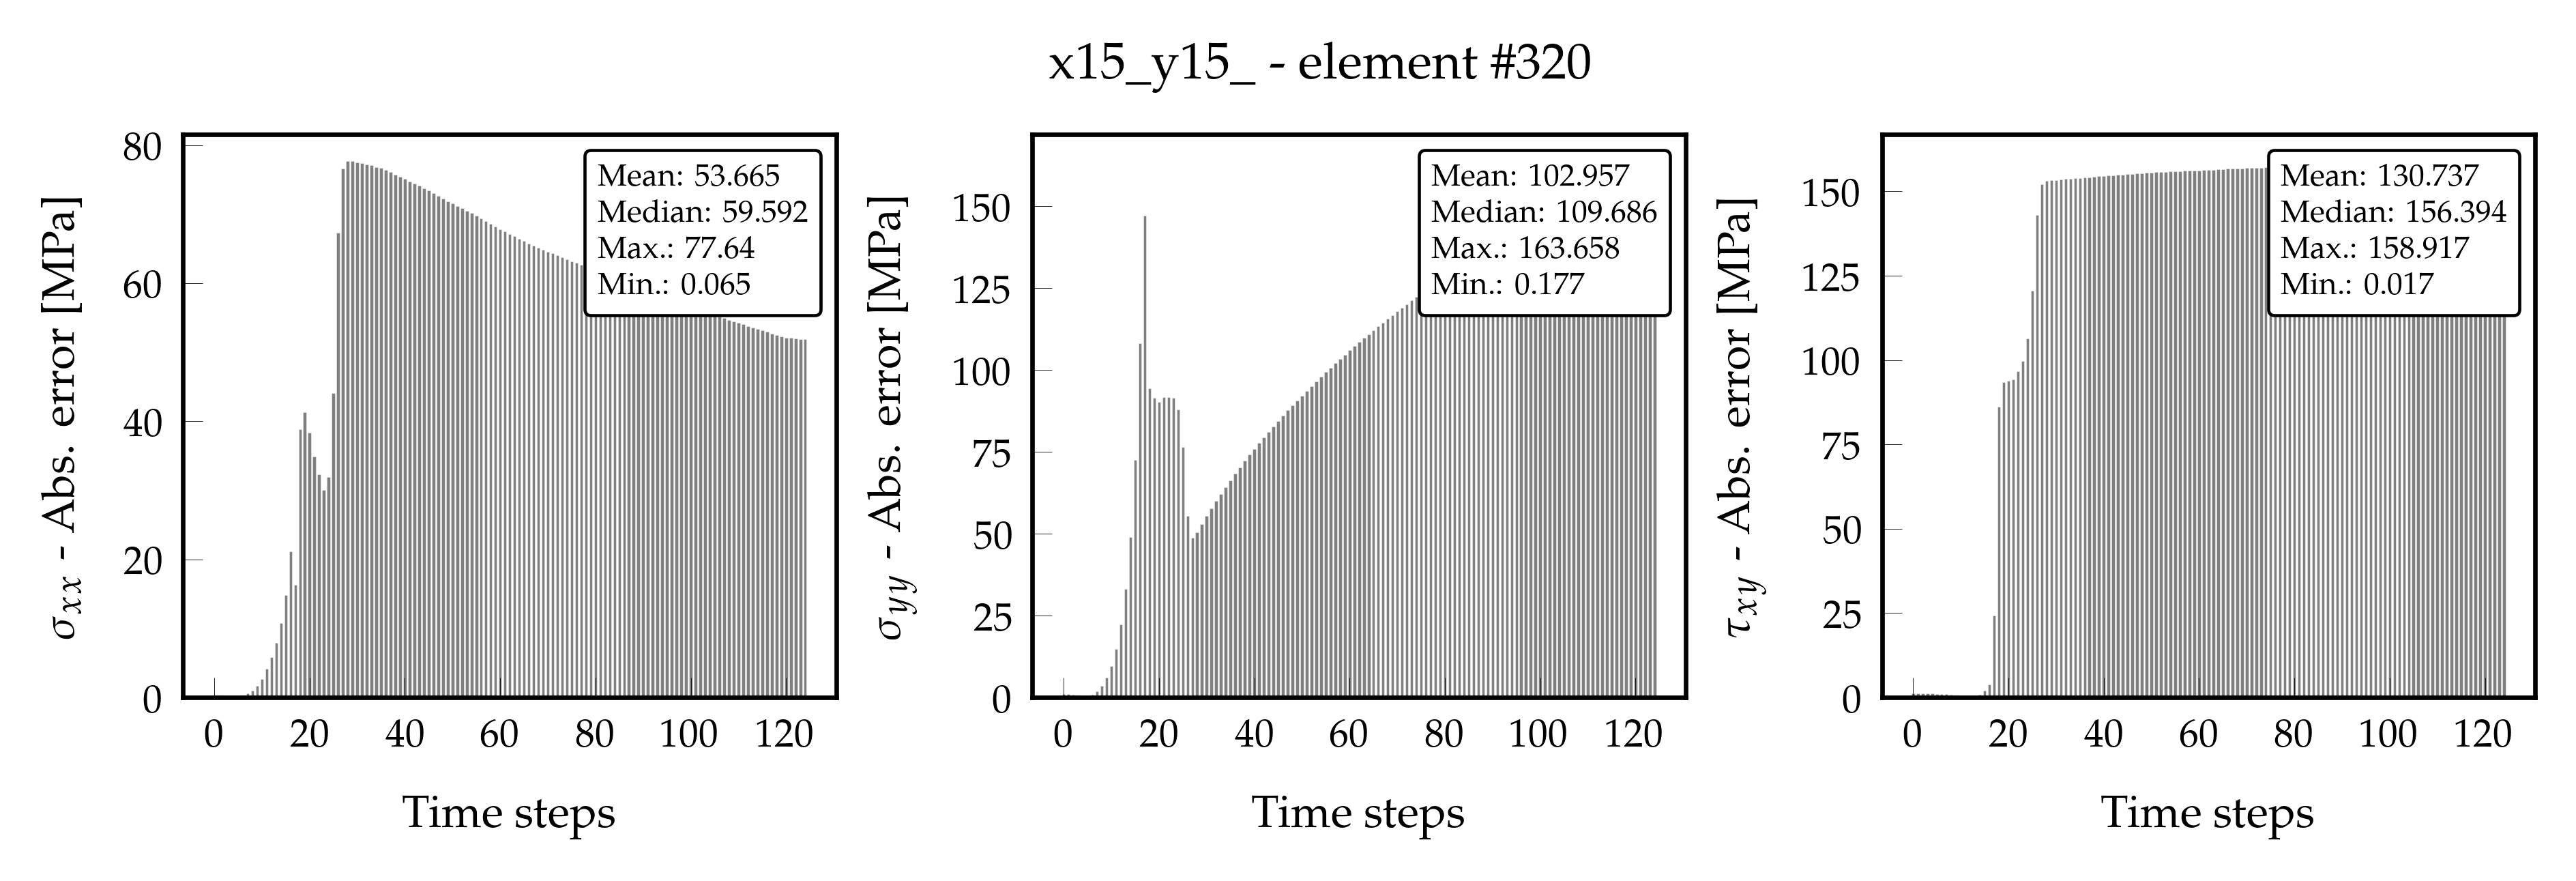 x15_y15_ - element #320
σxx - Abs. error [MPa]
80
60
40
20
0
Mean: 53.665
Median: 59.592
Max.: 77.64
Min.: 0.065
0 20 40 60 80 100 120
Time steps
σyy - Abs. error [MPa]
150
125
100
75
50
25
0
Mean: 102.957
Median: 109.686
Max.: 163.658
Min.: 0.177
0 20 40 60 80 100 120
Time steps
τxy - Abs. error [MPa]
150
125
100
75
50
25
0
Mean: 130.737
Median: 156.394
Max.: 158.917
Min.: 0.017
0 20 40 60 80 100 120
Time steps